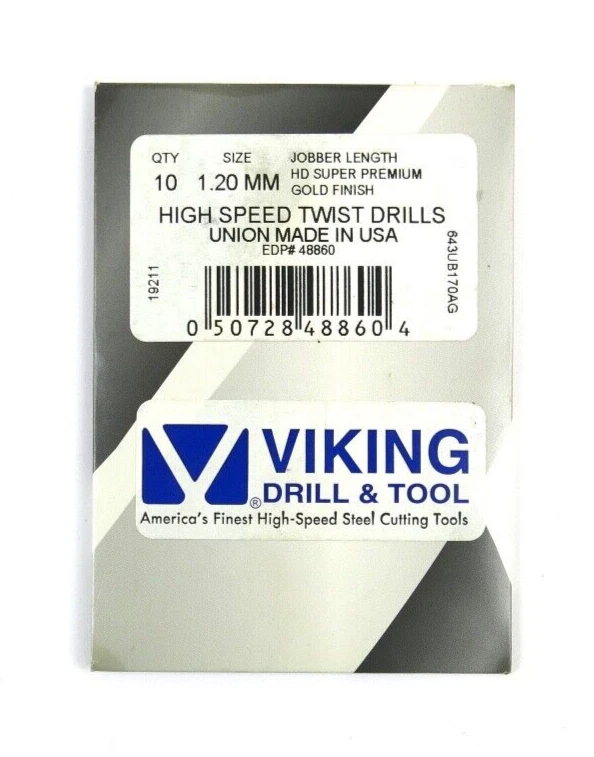 QTY SIZE JOBBER LENGTH
10 1.20 MM HD SUPER PREMIUM
GOLD FINISH
HIGH SPEED TWIST DRILLS
UNION MADE IN USA
EDP# 48860
19211
643UB170AG
0 50728 48860 4
VIKING
® DRILL & TOOL
America's Finest High-Speed Steel Cutting Tools